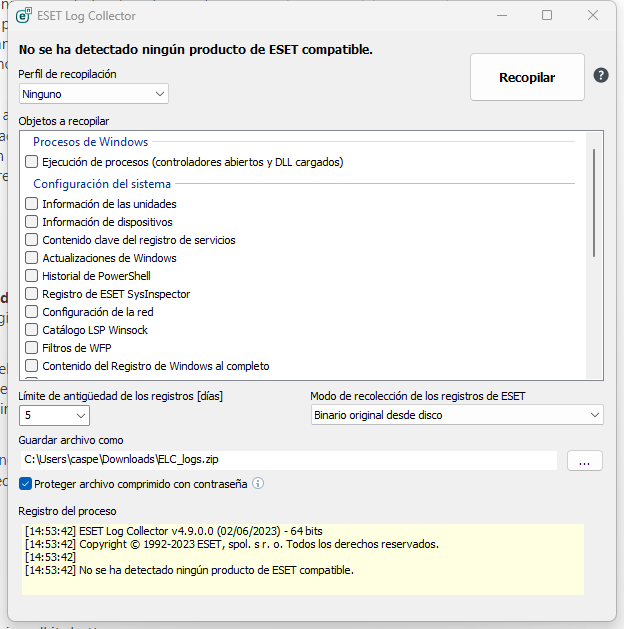 ESET Log Collector
No se ha detectado ningún producto de ESET compatible.
Perfil de recopilación
Ninguno
Recopilar
?
Objetos a recopilar
Procesos de Windows
Ejecución de procesos (controladores abiertos y DLL cargados)
Configuración del sistema
Información de las unidades
Información de dispositivos
Contenido clave del registro de servicios
Actualizaciones de Windows
Historial de PowerShell
Registro de ESET SysInspector
Configuración de la red
Catálogo LSP Winsock
Filtros de WFP
Contenido del Registro de Windows al completo
Límite de antigüedad de los registros [días]
Modo de recolección de los registros de ESET
5
Binario original desde disco
Guardar archivo como
C:\Users\caspe\Downloads\ELC_logs.zip
...
Proteger archivo comprimido con contraseña
Registro del proceso
[14:53:42] ESET Log Collector v4.9.0.0 (02/06/2023) - 64 bits
[14:53:42] Copyright © 1992-2023 ESET, spol. s r. o. Todos los derechos reservados.
[14:53:42]
[14:53:42] No se ha detectado ningún producto de ESET compatible.